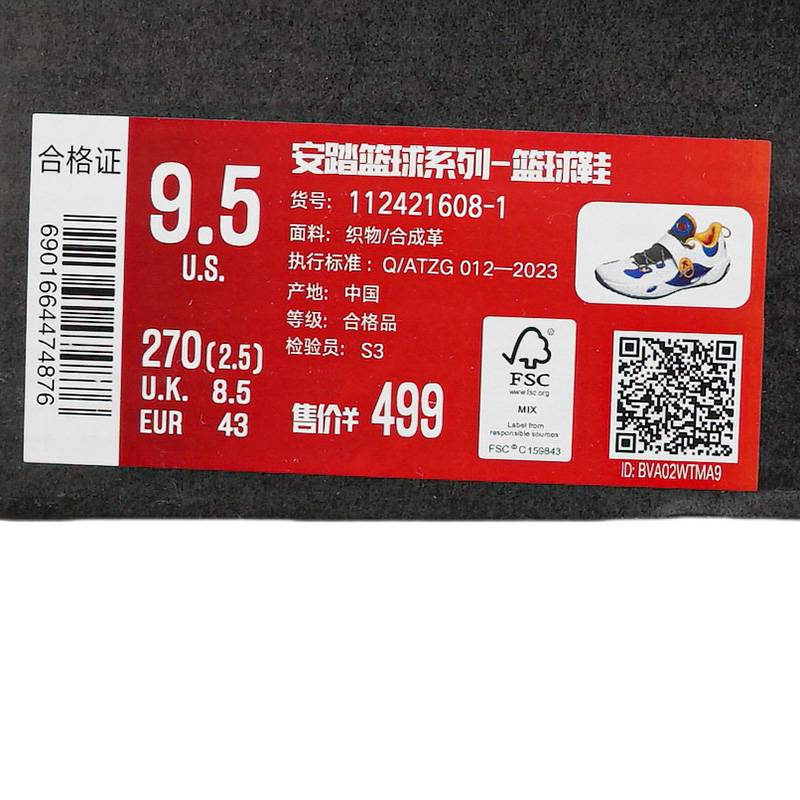 合格证
6901664474876
9.5
U.S.
270(2.5)
U.K. 8.5
EUR 43
安踏篮球系列-篮球鞋
货号: 112421608-1
面料: 织物/合成革
执行标准: Q/ATZG 012—2023
产地: 中国
等级: 合格品
检验员: S3
售价¥ 499
FSC
www.fsc.org
MIX
Label from
responsible sources
FSC® C159843
ID: BVA02WTMA9